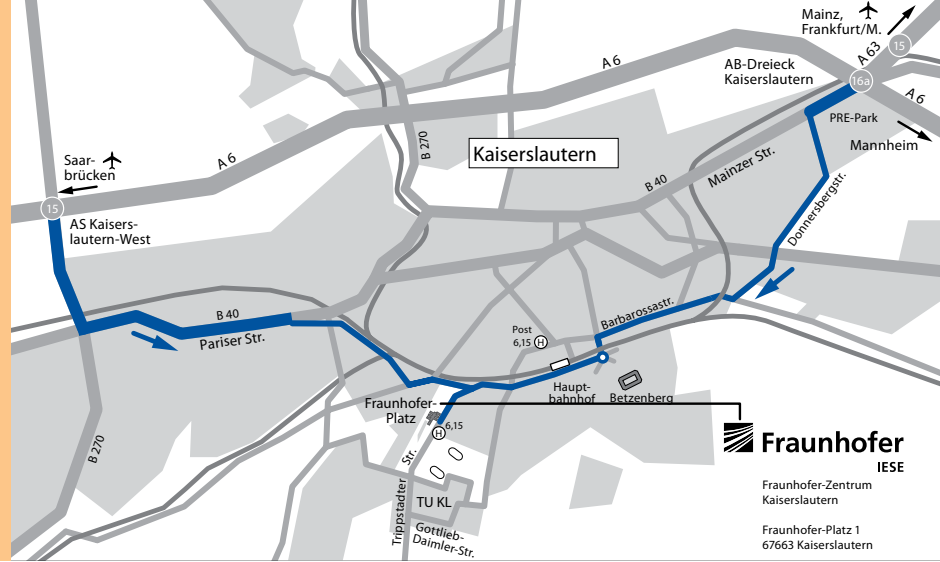 Mainz,
Frankfurt/M.
A 63
15
A 6
AB-Dreieck
Kaiserslautern
16a
A 6
PRE-Park
Mannheim
B 270
Kaiserslautern
Mainzer Str.
B 40
Saar-
brücken
A 6
15
AS Kaisers-
lautern-West
Donnersbergstr.
B 40
Pariser Str.
Barbarossastr.
Post
6,15 H
Haupt-
bahnhof
Betzenberg
Fraunhofer-
Platz
H 6,15
B 270
Trippstadter Str.
TU KL
Gottlieb-
Daimler-Str.
Fraunhofer
IESE
Fraunhofer-Zentrum
Kaiserslautern
Fraunhofer-Platz 1
67663 Kaiserslautern